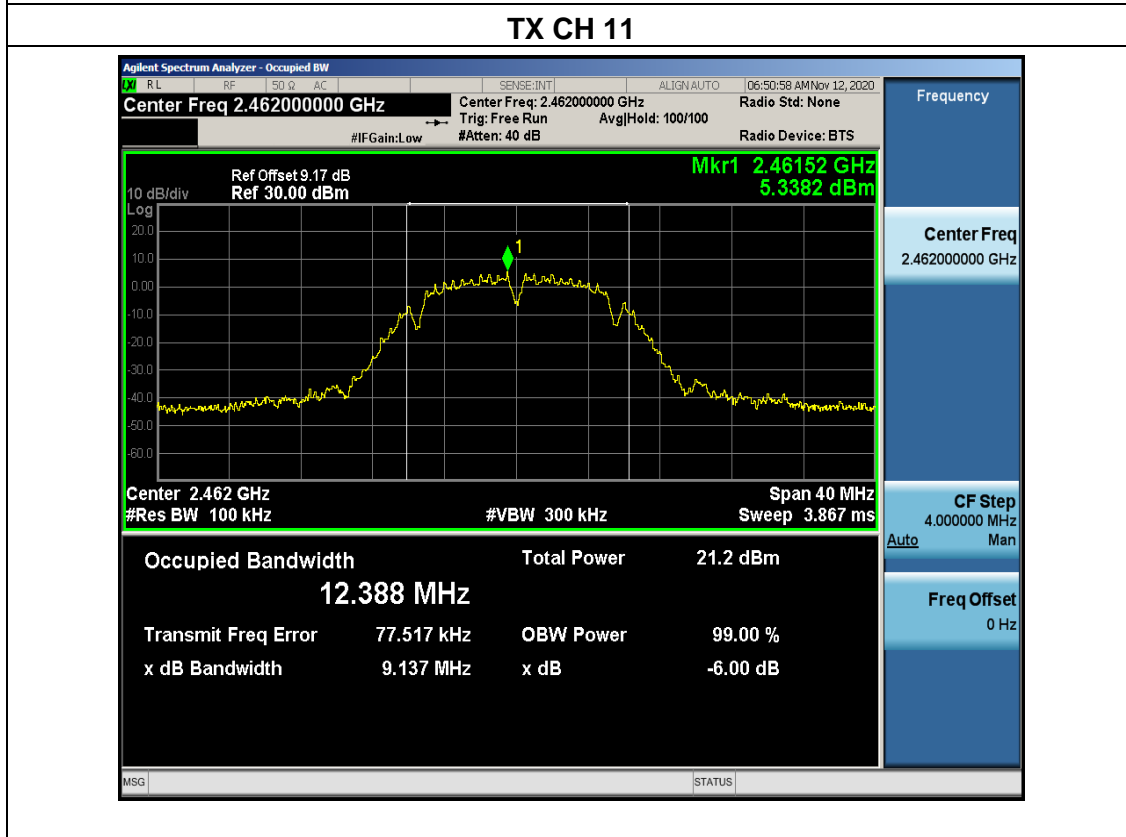 TX CH 11
Agilent Spectrum Analyzer - Occupied BW
LXI RL RF 50 Ω AC SENSE:INT ALIGN AUTO 06:50:58 AM Nov 12, 2020
Center Freq 2.462000000 GHz
Center Freq: 2.462000000 GHz Radio Std: None
Trig: Free Run Avg|Hold: 100/100
#IFGain:Low #Atten: 40 dB Radio Device: BTS
Mkr1 2.46152 GHz
5.3382 dBm
Ref Offset 9.17 dB
10 dB/div Ref 30.00 dBm
Log
20.0
10.0
0.00
-10.0
-20.0
-30.0
-40.0
-50.0
-60.0
1
Center 2.462 GHz Span 40 MHz
#Res BW 100 kHz #VBW 300 kHz Sweep 3.867 ms
Occupied Bandwidth Total Power 21.2 dBm
12.388 MHz
Transmit Freq Error 77.517 kHz OBW Power 99.00 %
x dB Bandwidth 9.137 MHz x dB -6.00 dB
Frequency
Center Freq
2.462000000 GHz
CF Step
4.000000 MHz
Auto Man
Freq Offset
0 Hz
MSG STATUS